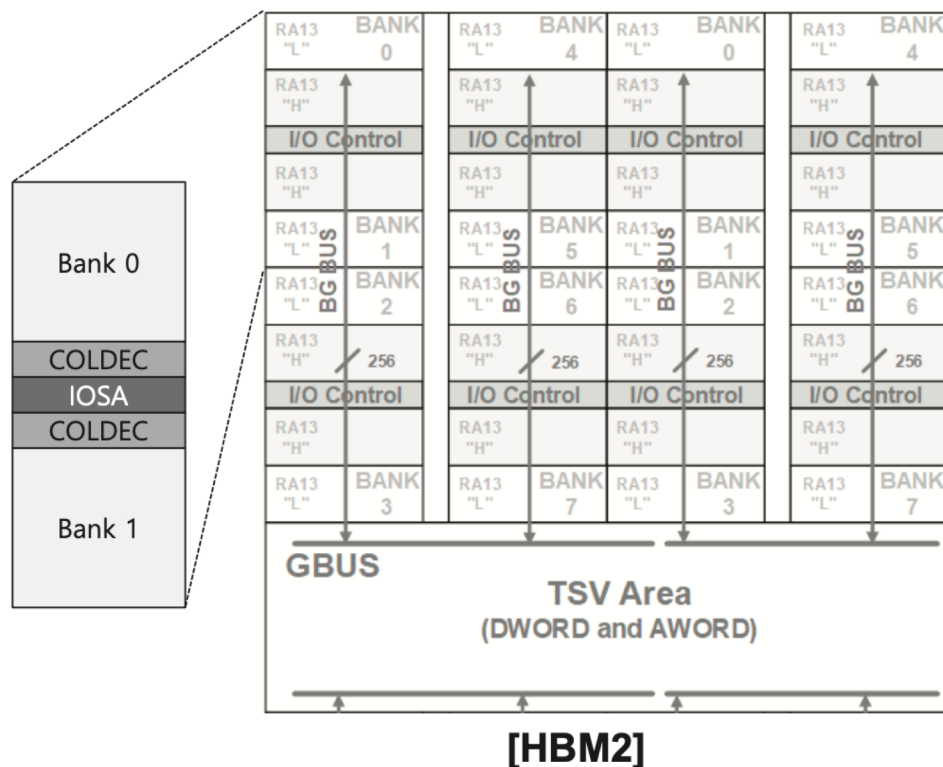 Bank 0
COLDEC
IOSA
COLDEC
Bank 1
RA13 "L" BANK 0
RA13 "L" BANK 4
RA13 "L" BANK 0
RA13 "L" BANK 4
RA13 "H"
RA13 "H"
RA13 "H"
RA13 "H"
I/O Control
I/O Control
I/O Control
I/O Control
RA13 "H"
RA13 "H"
RA13 "H"
RA13 "H"
RA13 "L" BANK 1
RA13 "L" BANK 5
RA13 "L" BANK 1
RA13 "L" BANK 5
BG BUS
BG BUS
BG BUS
BG BUS
RA13 "L" BANK 2
RA13 "L" BANK 6
RA13 "L" BANK 2
RA13 "L" BANK 6
RA13 "H" 256
RA13 "H" 256
RA13 "H" 256
RA13 "H" 256
I/O Control
I/O Control
I/O Control
I/O Control
RA13 "H"
RA13 "H"
RA13 "H"
RA13 "H"
RA13 "L" BANK 3
RA13 "L" BANK 7
RA13 "L" BANK 3
RA13 "L" BANK 7
GBUS
TSV Area
(DWORD and AWORD)
[HBM2]